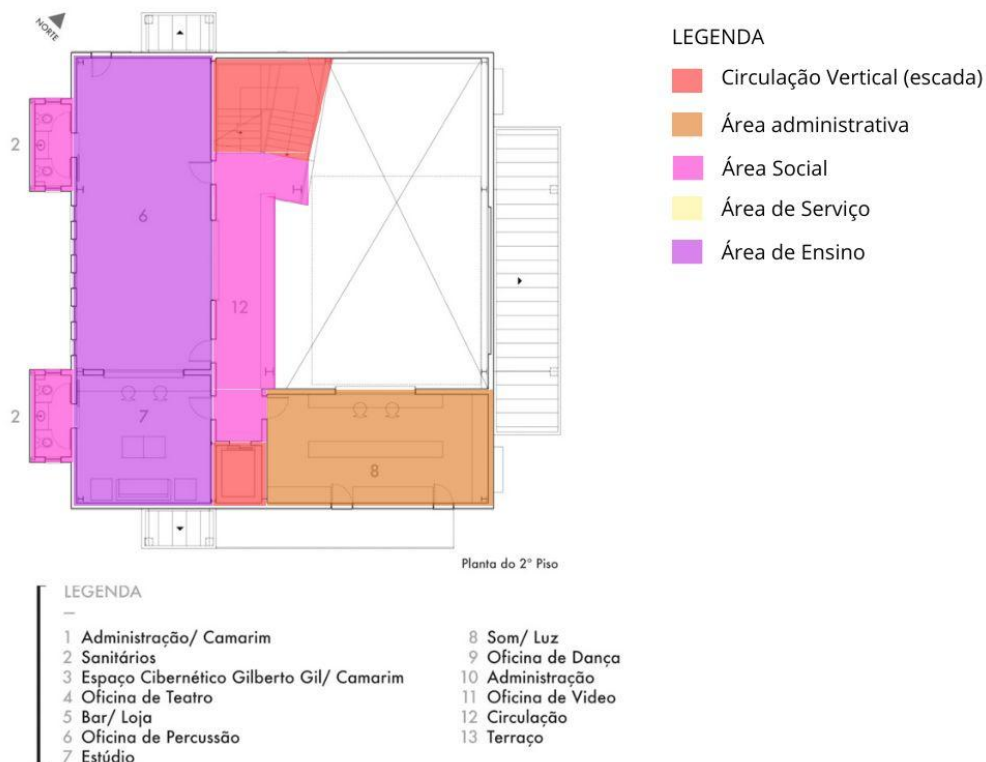 NORTE
2
6
12
2
7
8
Planta do 2º Piso
LEGENDA
Circulação Vertical (escada)
Área administrativa
Área Social
Área de Serviço
Área de Ensino
LEGENDA
1 Administração/ Camarim
2 Sanitários
3 Espaço Cibernético Gilberto Gil/ Camarim
4 Oficina de Teatro
5 Bar/ Loja
6 Oficina de Percussão
7 Estúdio
8 Som/ Luz
9 Oficina de Dança
10 Administração
11 Oficina de Video
12 Circulação
13 Terraço